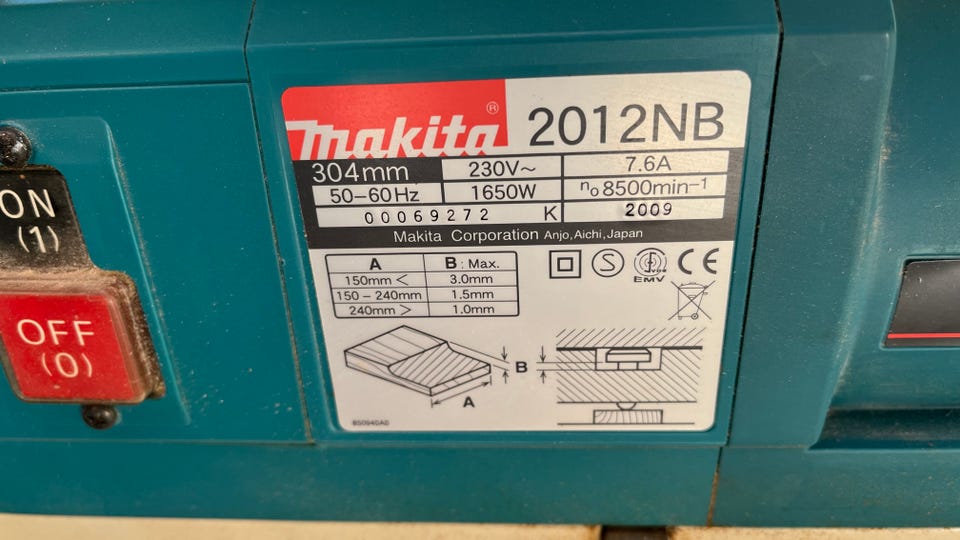 ON
(1)
OFF
(0)
makita ® 2012NB
304mm 230V~ 7.6A
50-60Hz 1650W n₀ 8500min⁻¹
00069272 K 2009
Makita Corporation Anjo, Aichi, Japan
A B : Max.
150mm < 3.0mm
150 - 240mm 1.5mm
240mm > 1.0mm
S
EMV
CE
B
A